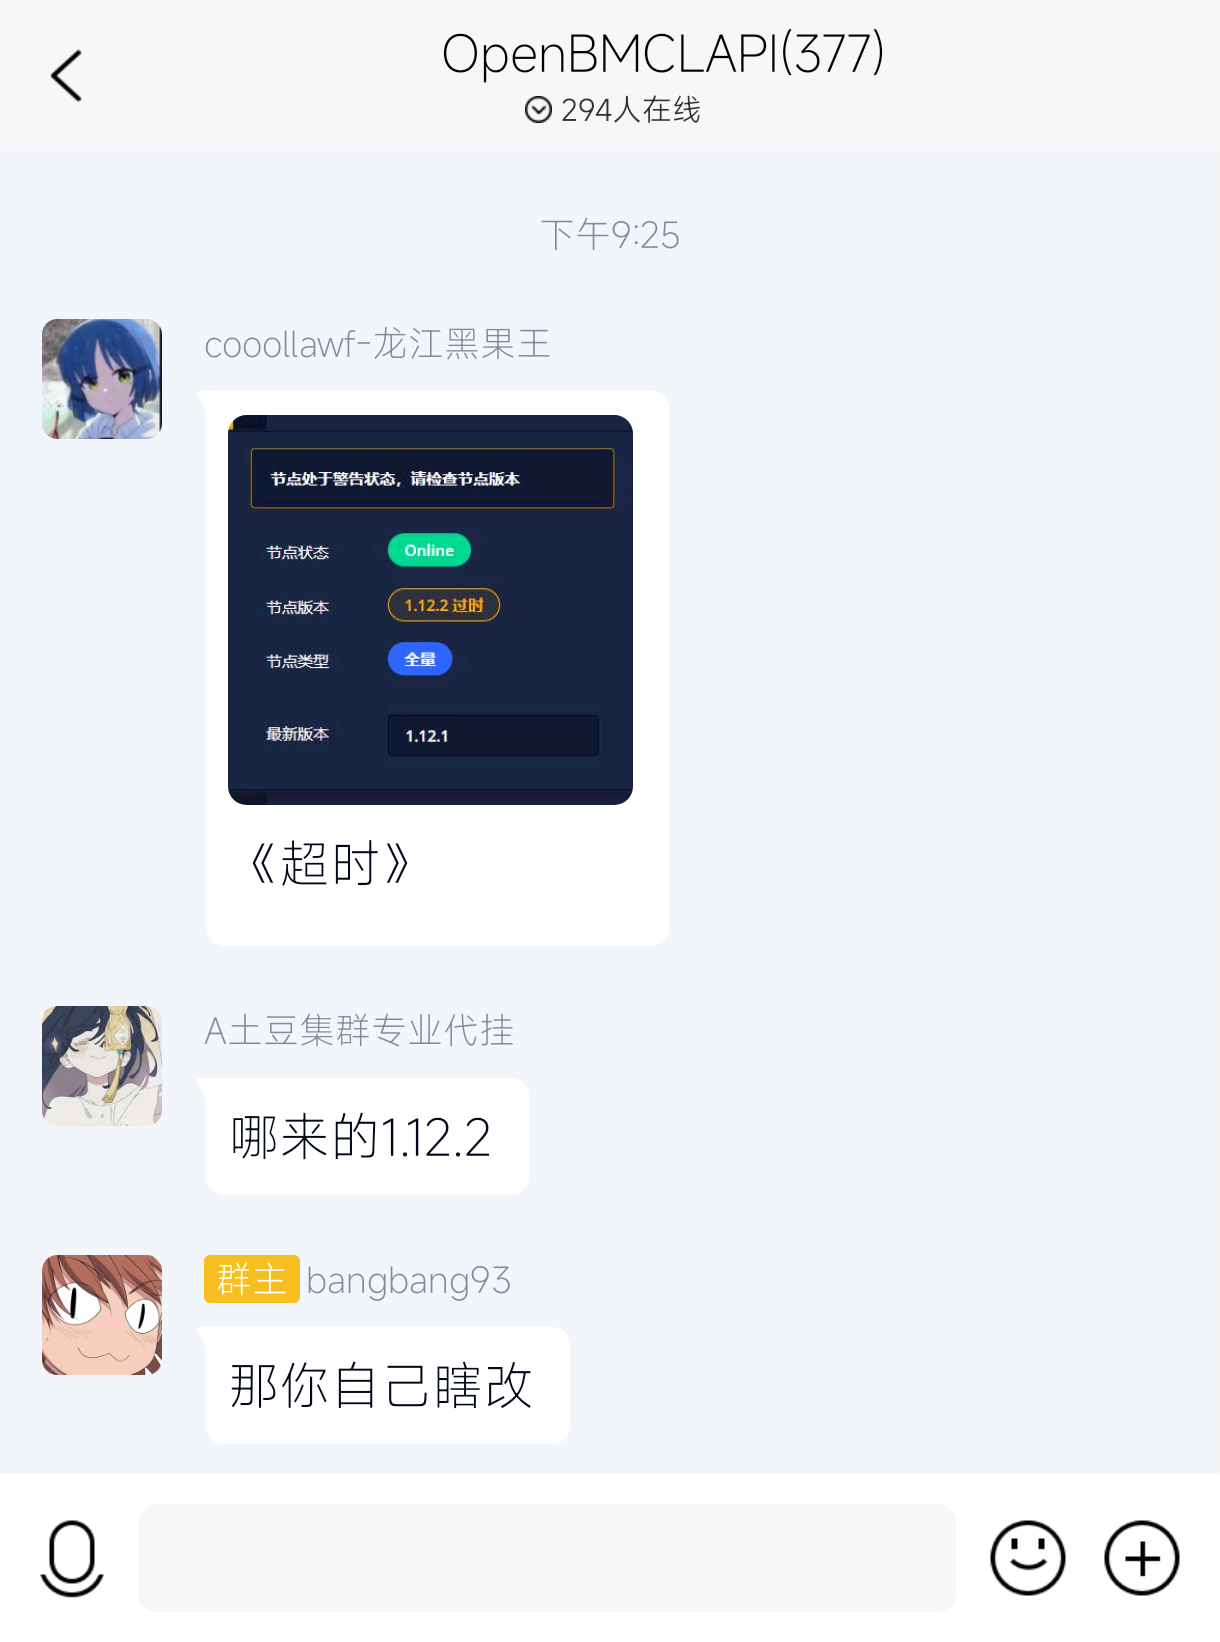 OpenBMCLAPI(377)
294人在线
下午9:25
cooollawf-龙江黑果王
节点处于警告状态，请检查节点版本
节点状态 Online
节点版本 1.12.2 过时
节点类型 全量
最新版本 1.12.1
《超时》
A土豆集群专业代挂
哪来的1.12.2
群主 bangbang93
那你自己瞎改